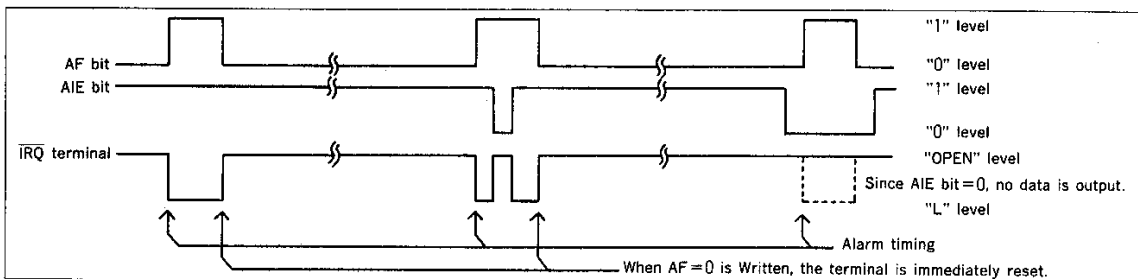 "1" level
AF bit
"0" level
AIE bit
"1" level
"0" level
IRQ terminal
"OPEN" level
Since AIE bit=0, no data is output.
"L" level
Alarm timing
When AF=0 is Written, the terminal is immediately reset.